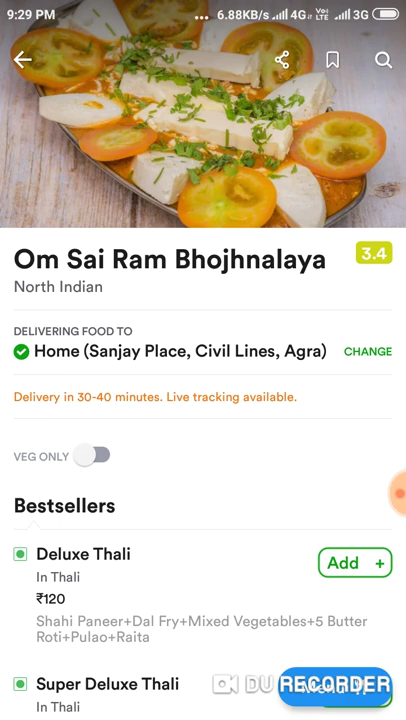 9:29 PM ... 6.88KB/s 4G VoLTE 3G
Om Sai Ram Bhojhnalaya 3.4
North Indian
DELIVERING FOOD TO
Home (Sanjay Place, Civil Lines, Agra) CHANGE
Delivery in 30-40 minutes. Live tracking available.
VEG ONLY
Bestsellers
Deluxe Thali Add +
In Thali
₹120
Shahi Paneer+Dal Fry+Mixed Vegetables+5 Butter
Roti+Pulao+Raita
Super Deluxe Thali DU RECORDER
In Thali